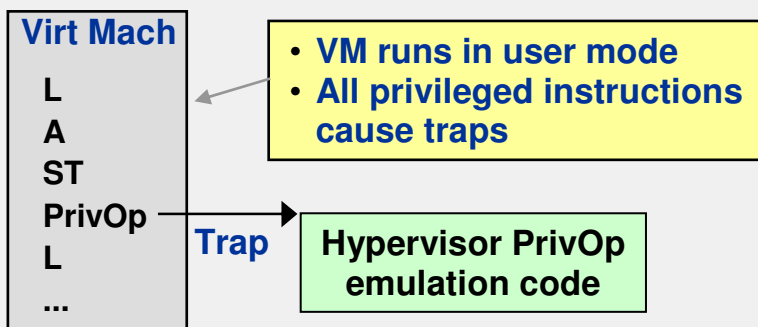 Virt Mach
L
A
ST
PrivOp
L
...
• VM runs in user mode
• All privileged instructions
cause traps
Trap
Hypervisor PrivOp
emulation code